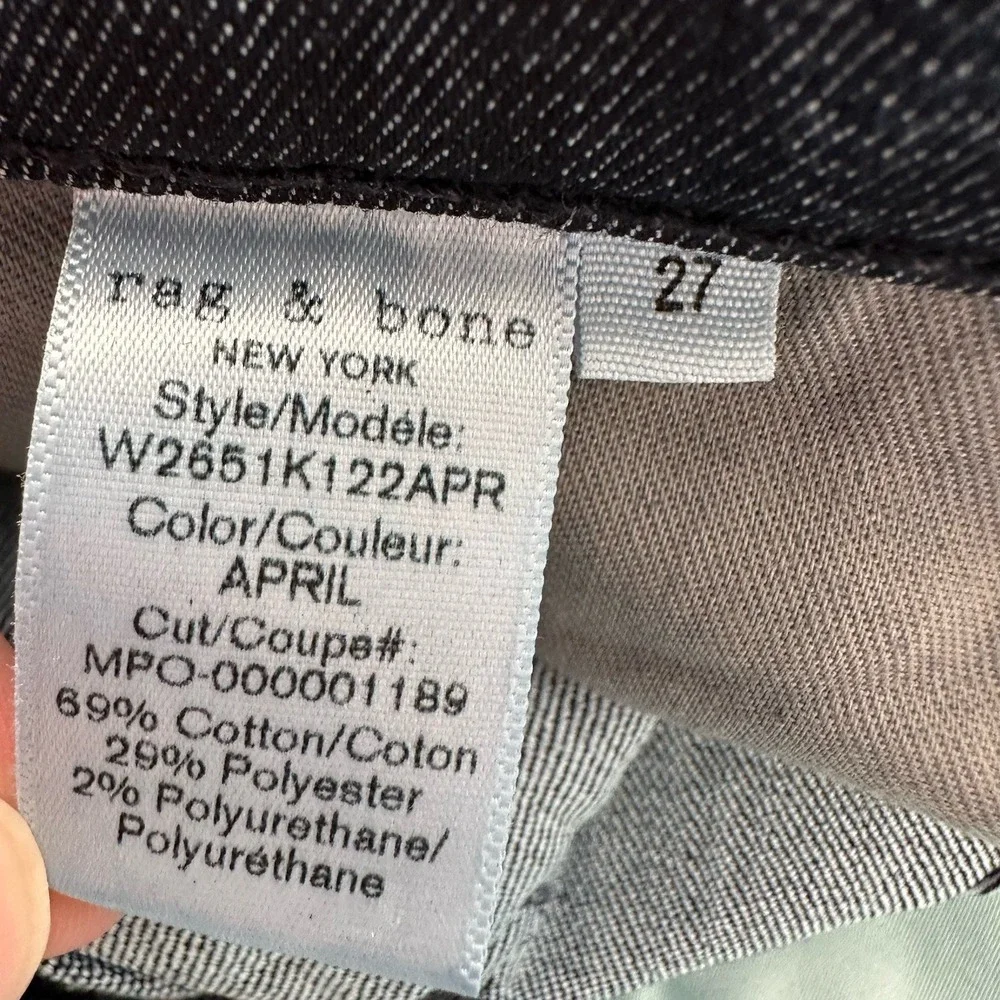 rag & bone
NEW YORK
Style/Modéle:
W2651K122APR
Color/Couleur:
APRIL
Cut/Coupe#:
MPO-000001189
69% Cotton/Coton
29% Polyester
2% Polyurethane/
Polyuréthane
27